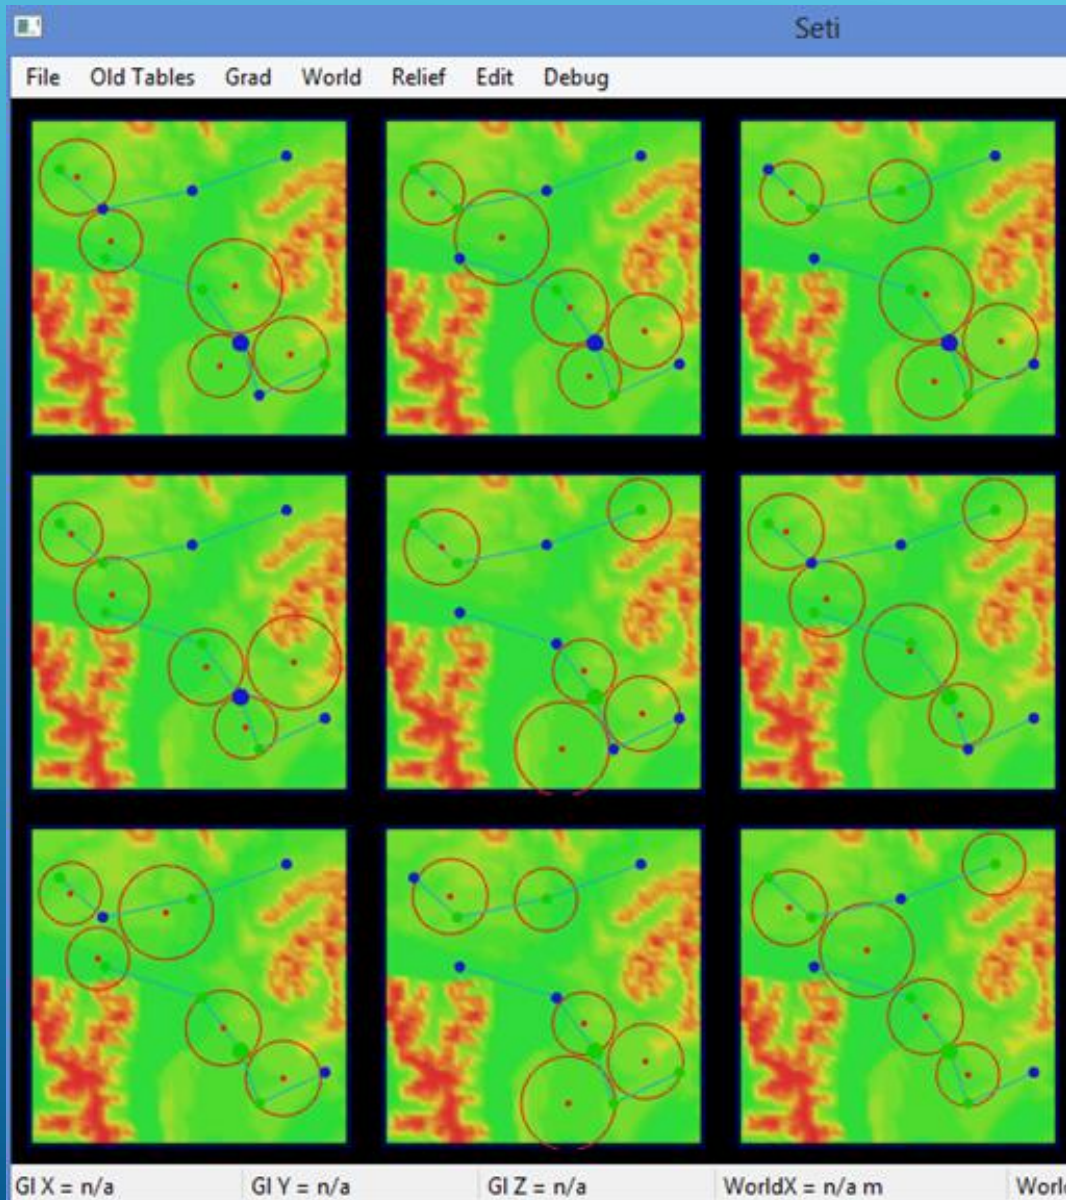 Seti
File Old Tables Grad World Relief Edit Debug
GI X = n/a GI Y = n/a GI Z = n/a WorldX = n/a m